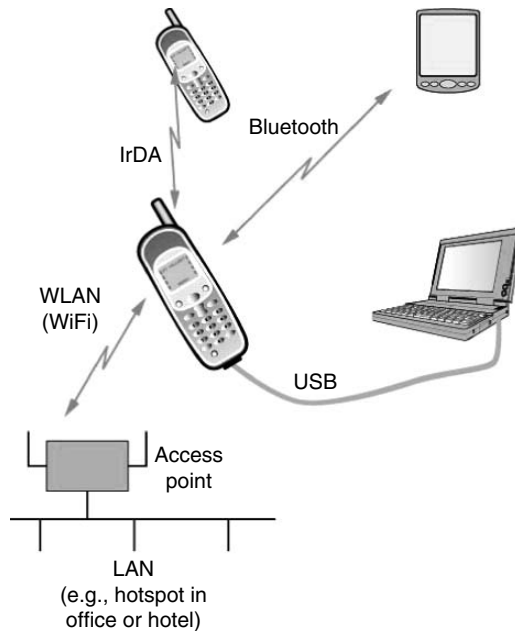 IrDA
Bluetooth
WLAN
(WiFi)
USB
Access
point
LAN
(e.g., hotspot in
office or hotel)